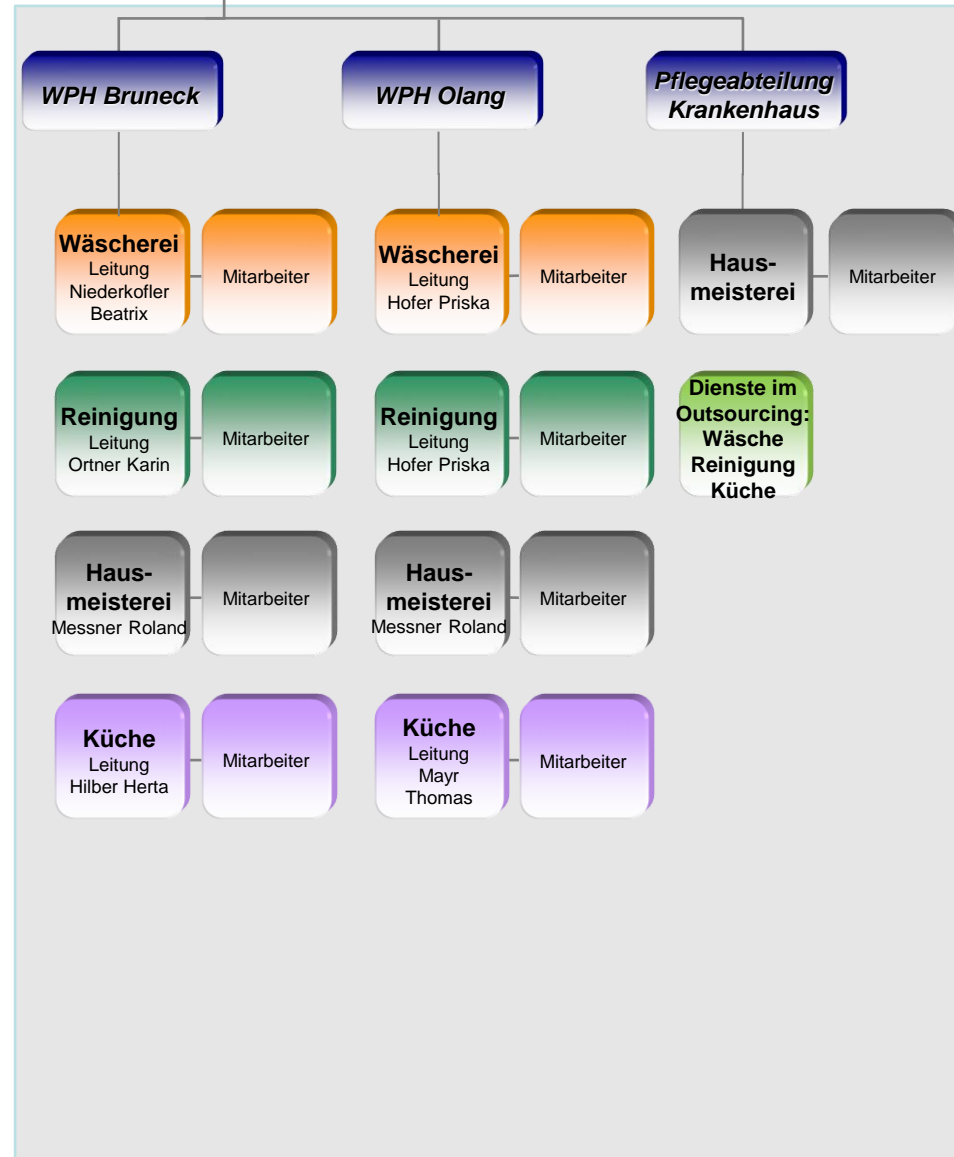 WPH Bruneck
WPH Olang
Pflegeabteilung
Krankenhaus
Wäscherei
Leitung
Niederkofler
Beatrix
Mitarbeiter
Wäscherei
Leitung
Hofer Priska
Mitarbeiter
Haus-
meisterei
Mitarbeiter
Reinigung
Leitung
Ortner Karin
Mitarbeiter
Reinigung
Leitung
Hofer Priska
Mitarbeiter
Dienste im
Outsourcing:
Wäsche
Reinigung
Küche
Haus-
meisterei
Messner Roland
Mitarbeiter
Haus-
meisterei
Messner Roland
Mitarbeiter
Küche
Leitung
Hilber Herta
Mitarbeiter
Küche
Leitung
Mayr
Thomas
Mitarbeiter